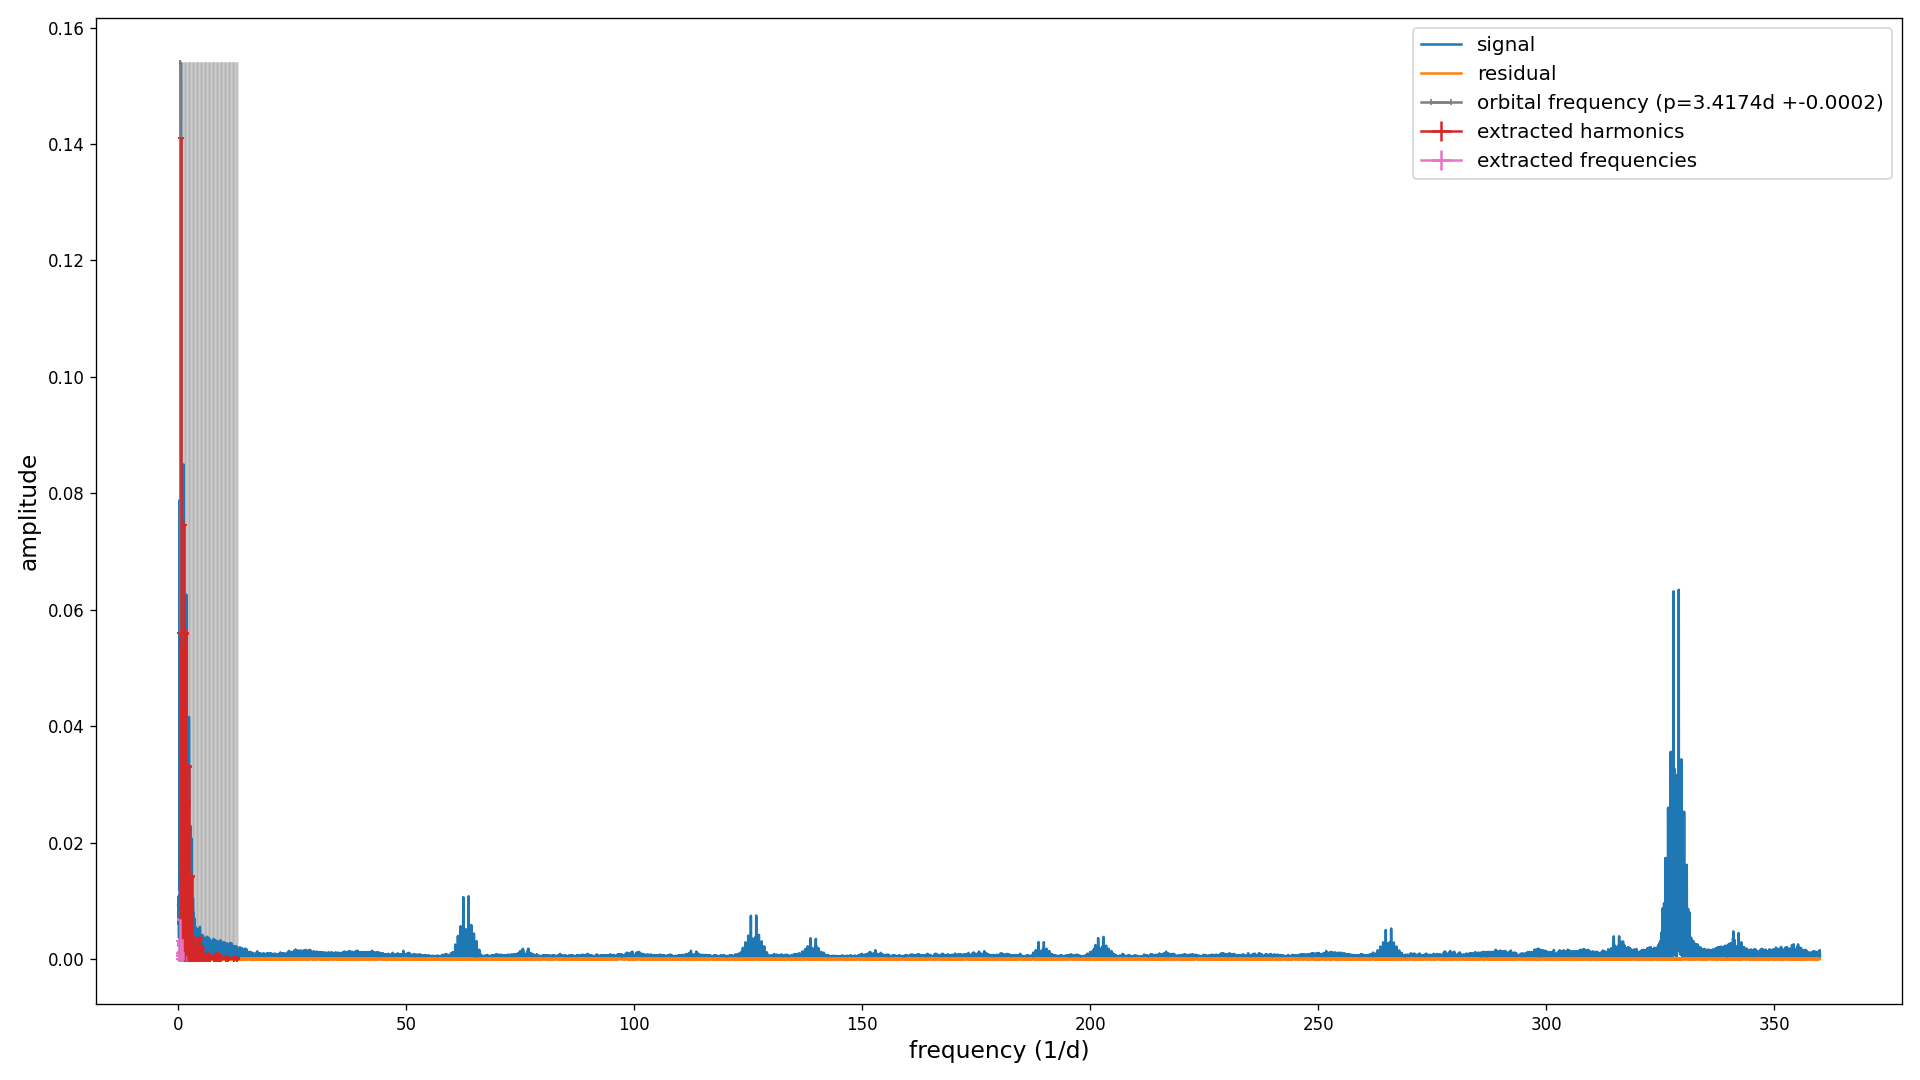 0.16
0.14
0.12
0.10
0.08
0.06
0.04
0.02
0.00
amplitude
signal
residual
orbital frequency (p=3.4174d +-0.0002)
extracted harmonics
extracted frequencies
0 50 100 150 200 250 300 350
frequency (1/d)